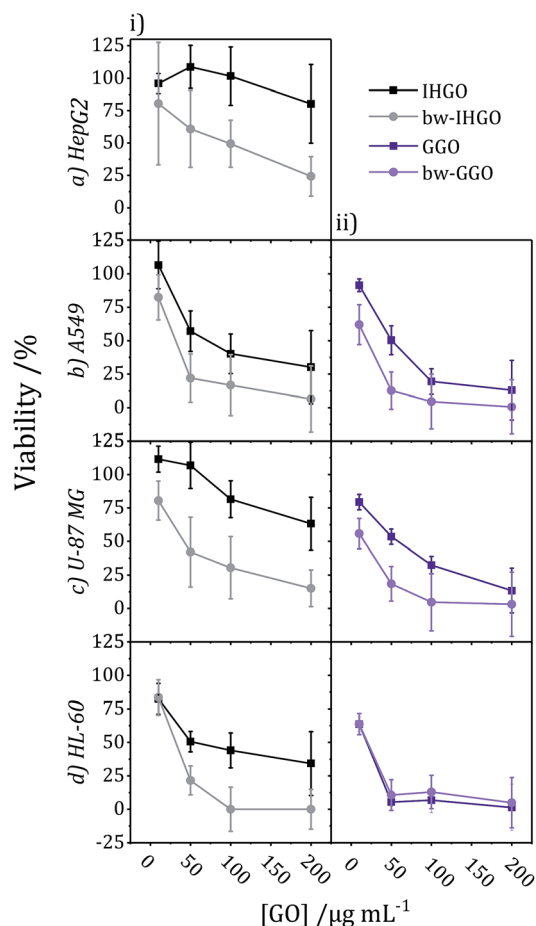 i)
125
100
75
50
25
0
a) HepG2
IHGO
bw-IHGO
GGO
bw-GGO
ii)
125
100
75
50
25
0
b) A549
Viability /%
125
100
75
50
25
0
c) U-87 MG
125
100
75
50
25
0
-25
d) HL-60
0 50 100 150 200 0 50 100 150 200
[GO] /µg mL⁻¹